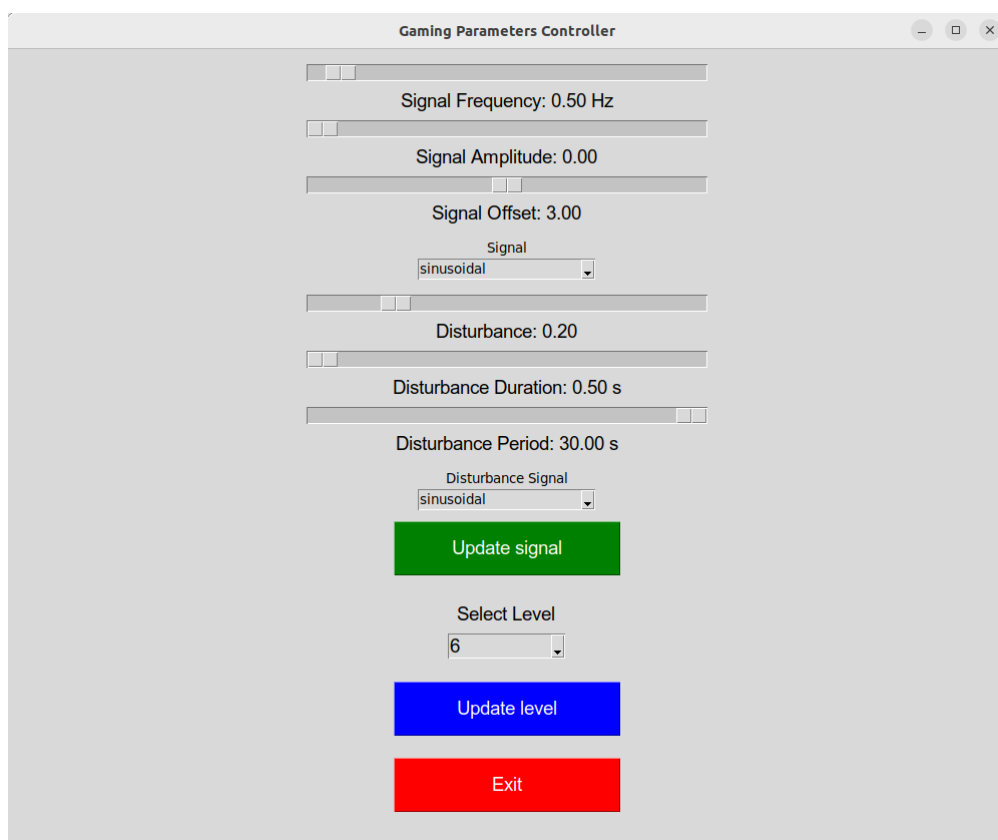 Gaming Parameters Controller
Signal Frequency: 0.50 Hz
Signal Amplitude: 0.00
Signal Offset: 3.00
Signal
sinusoidal
Disturbance: 0.20
Disturbance Duration: 0.50 s
Disturbance Period: 30.00 s
Disturbance Signal
sinusoidal
Update signal
Select Level
6
Update level
Exit